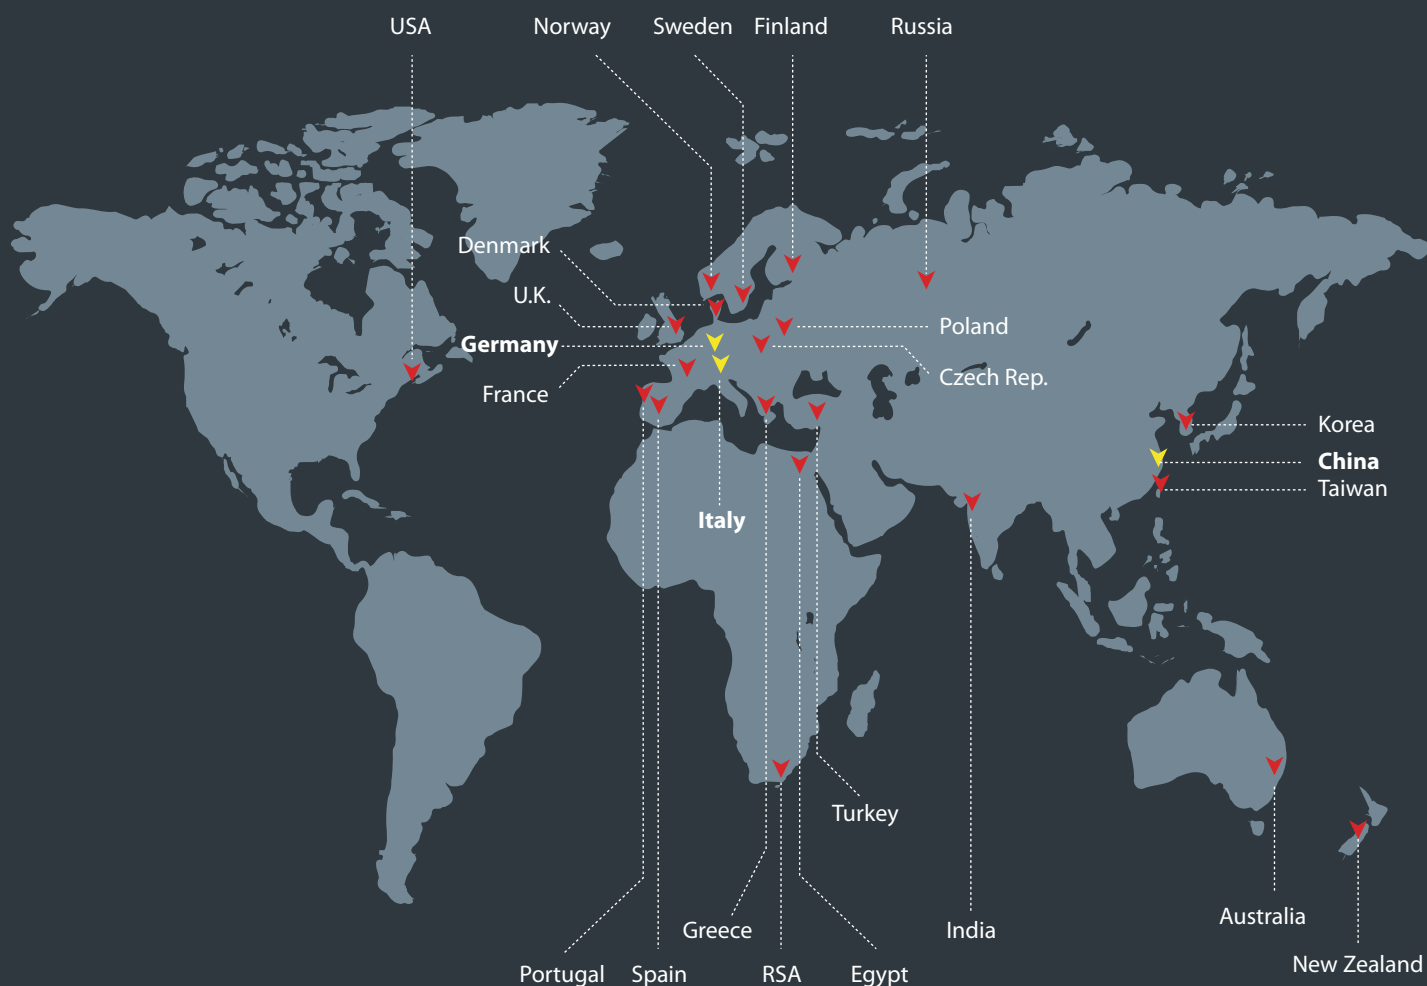 USA
Norway
Sweden
Finland
Russia
Denmark
U.K.
Germany
France
Poland
Czech Rep.
Korea
China
Taiwan
Italy
Turkey
Greece
India
Australia
New Zealand
Portugal
Spain
RSA
Egypt